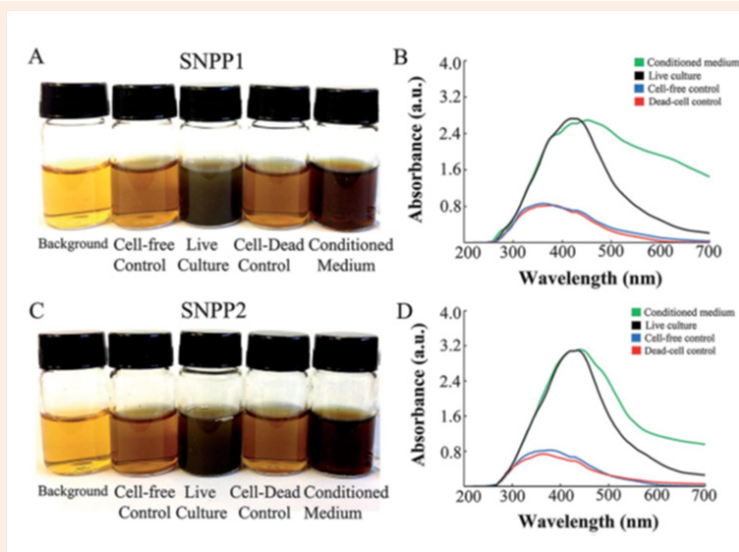 A
SNPP1
Background Cell-free Live Cell-Dead Conditioned
Control Culture Control Medium
B
4.0
3.2
2.4
1.6
0.8
200 300 400 500 600 700
Absorbance (a.u.)
Wavelength (nm)
Conditioned medium
Live culture
Cell-free control
Dead-cell control
C
SNPP2
Background Cell-free Live Cell-Dead Conditioned
Control Culture Control Medium
D
4.0
3.2
2.4
1.6
0.8
200 300 400 500 600 700
Absorbance (a.u.)
Wavelength (nm)
Conditioned medium
Live culture
Cell-free control
Dead-cell control